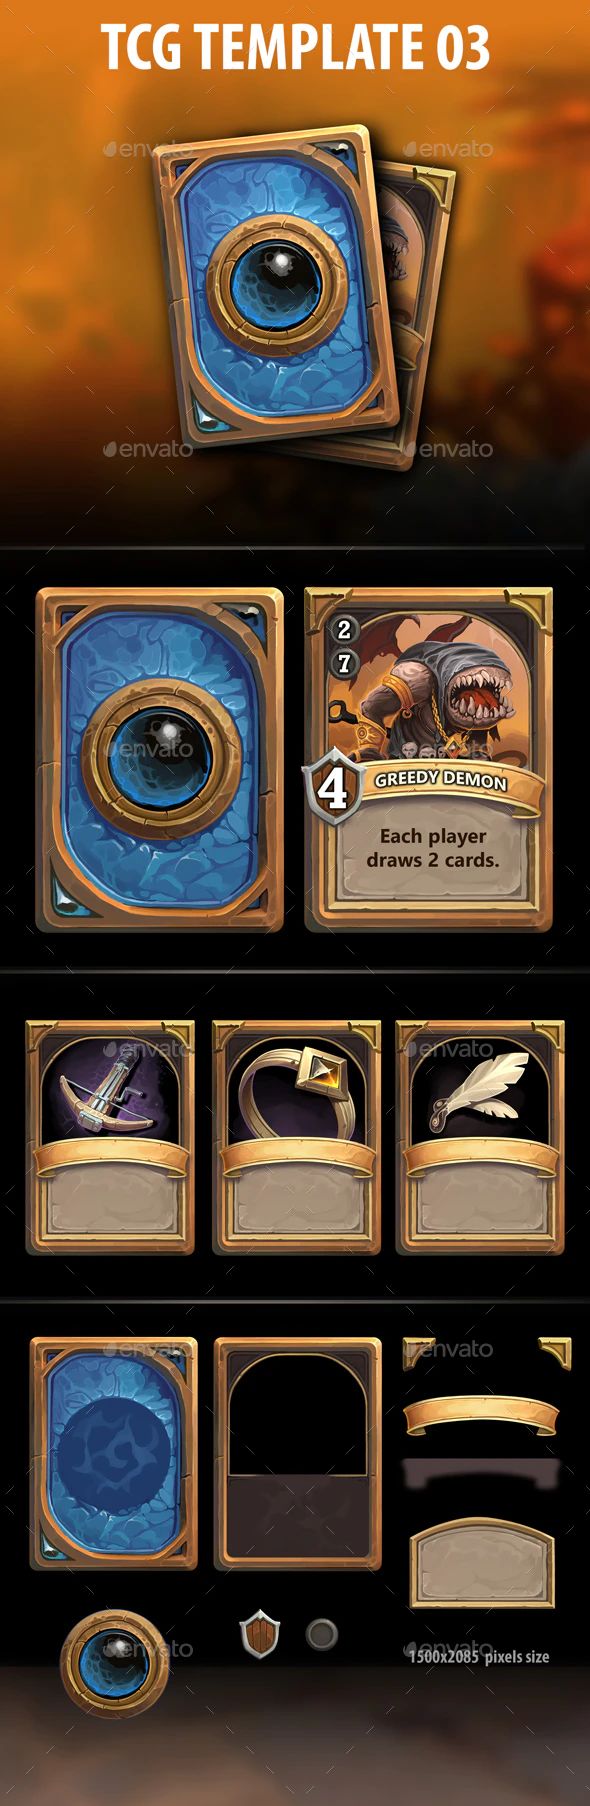 TCG TEMPLATE 03
envato envato
envato envato
2
7
envato envato
4
GREEDY DEMON
Each player
draws 2 cards.
envato envato
envato envato
envato envato
1500x2085 pixels size